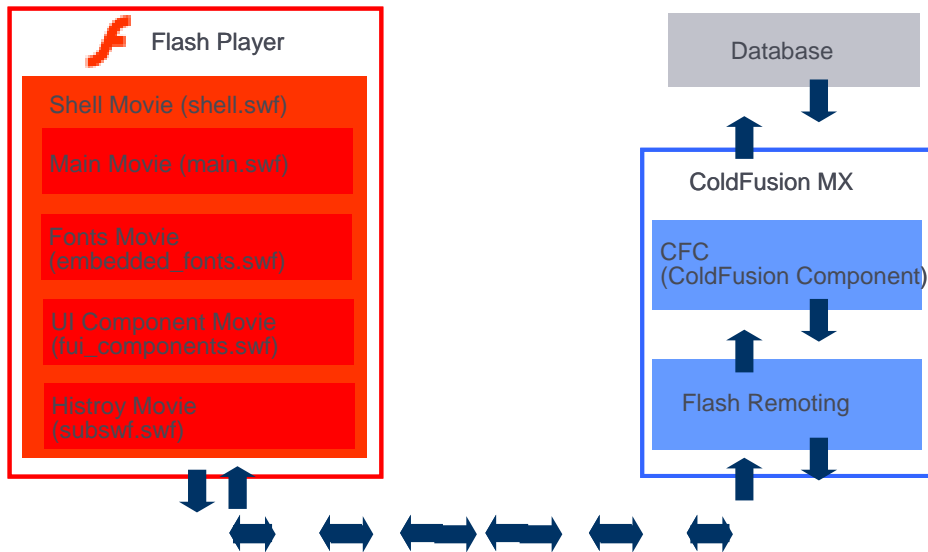 Flash Player
Shell Movie (shell.swf)
Main Movie (main.swf)
Fonts Movie
(embedded_fonts.swf)
UI Component Movie
(fui_components.swf)
Histroy Movie
(subswf.swf)
Database
ColdFusion MX
CFC
(ColdFusion Component)
Flash Remoting